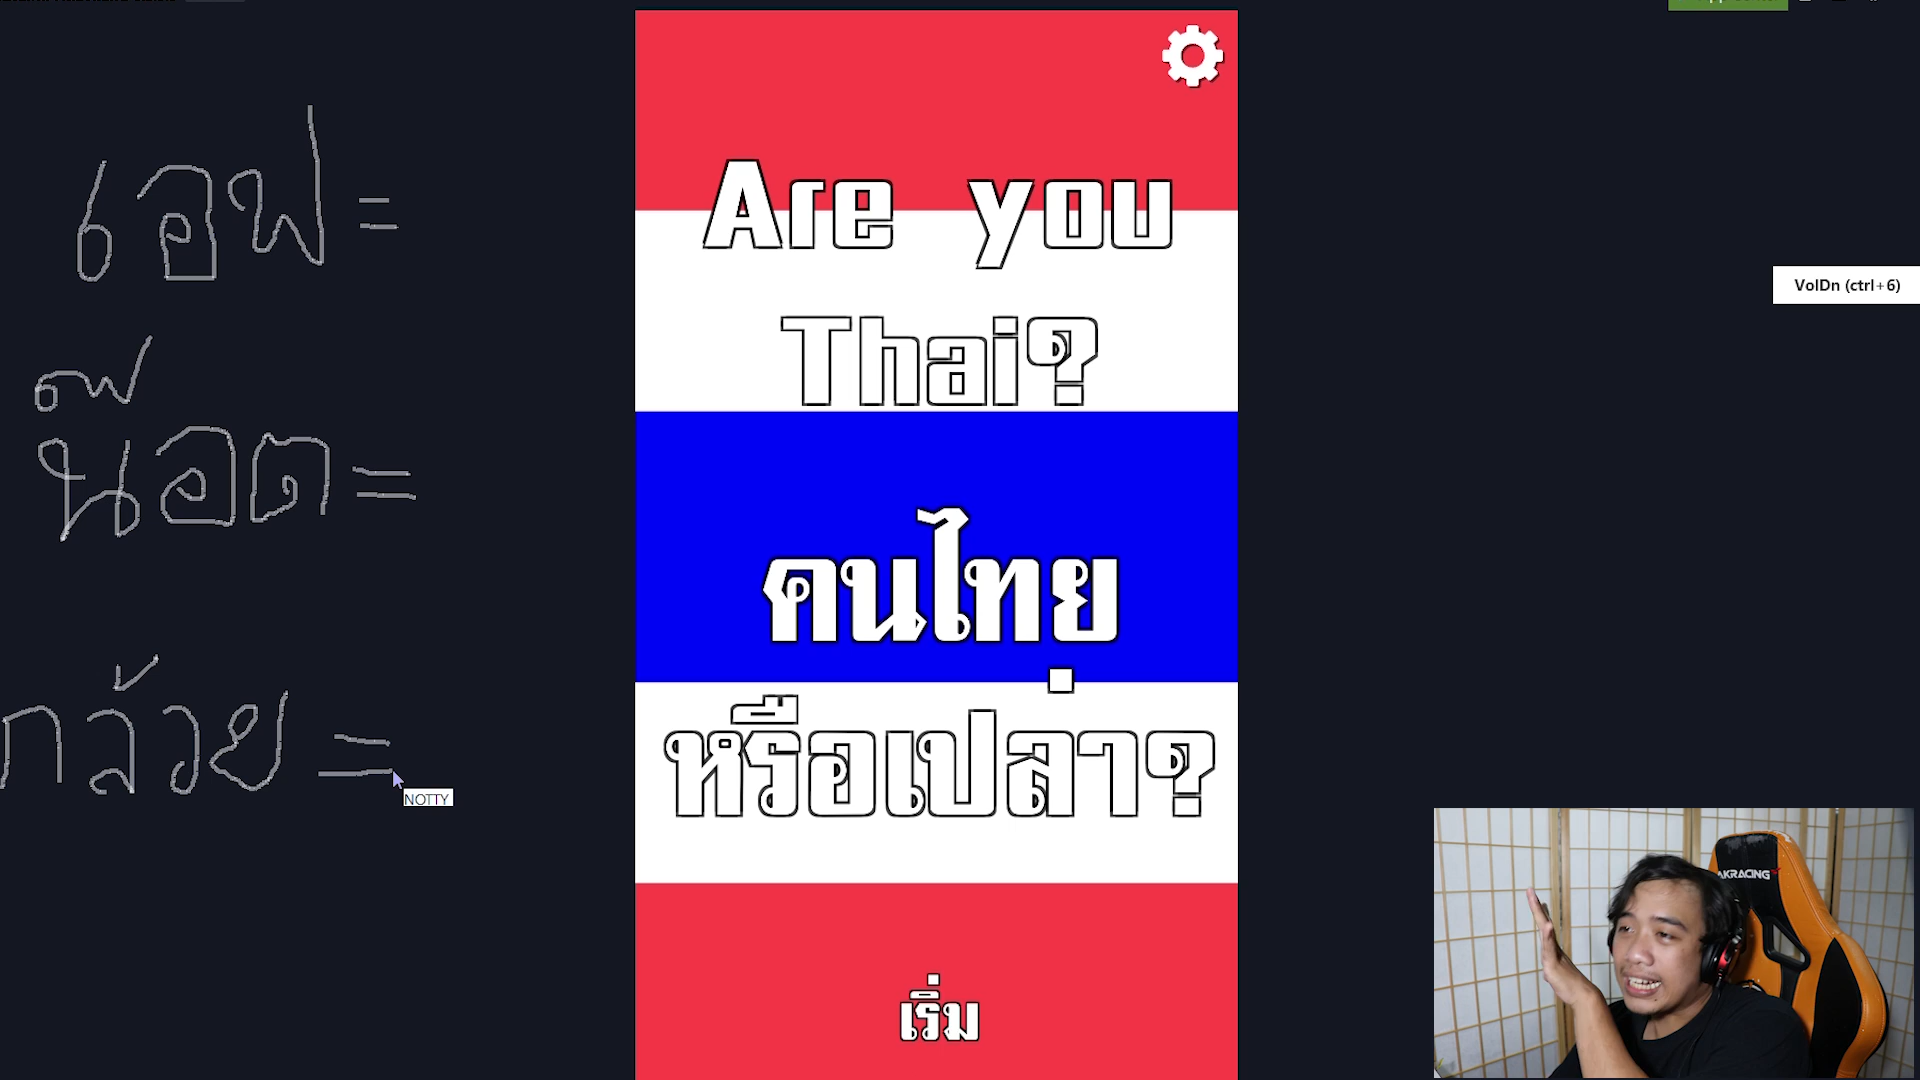 Are you
Thai?
คนไทย
หรือเปล่า?
เริ่ม
เอฟ=
น็อต=
กล้วย=
NOTTY
VolDn (ctrl+6)
AKRACING